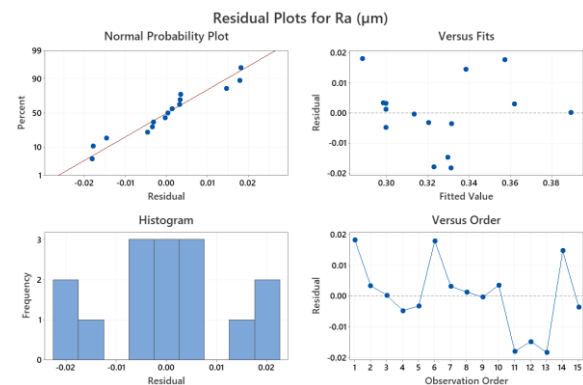 Residual Plots for Ra (µm)
Normal Probability Plot
99
90
50
10
1
Percent
-0.02 -0.01 0.00 0.01 0.02
Residual
Versus Fits
0.02
0.01
0.00
-0.01
-0.02
Residual
0.30 0.32 0.34 0.36 0.38
Fitted Value
Histogram
3
2
1
0
Frequency
-0.02 -0.01 0.00 0.01 0.02
Residual
Versus Order
0.02
0.01
0.00
-0.01
-0.02
Residual
1 2 3 4 5 6 7 8 9 10 11 12 13 14 15
Observation Order